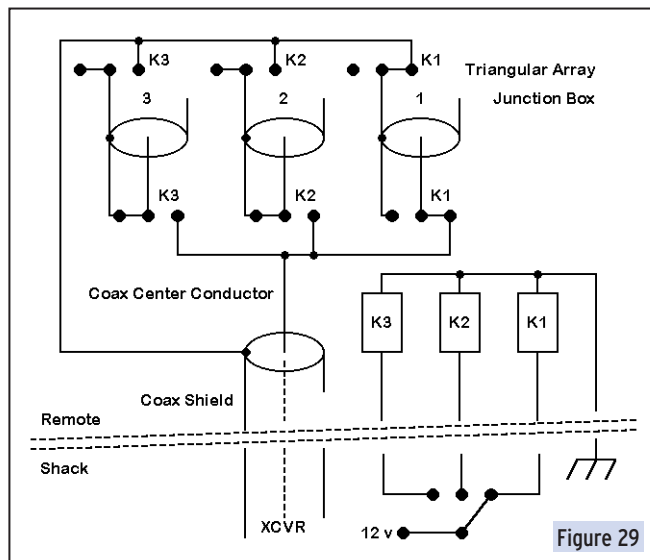 K3 K2 K1
Triangular Array
3 2 1
Junction Box
K3 K2 K1
Coax Center Conductor
K3 K2 K1
Coax Shield
Remote
Shack
XCVR
12 v
Figure 29